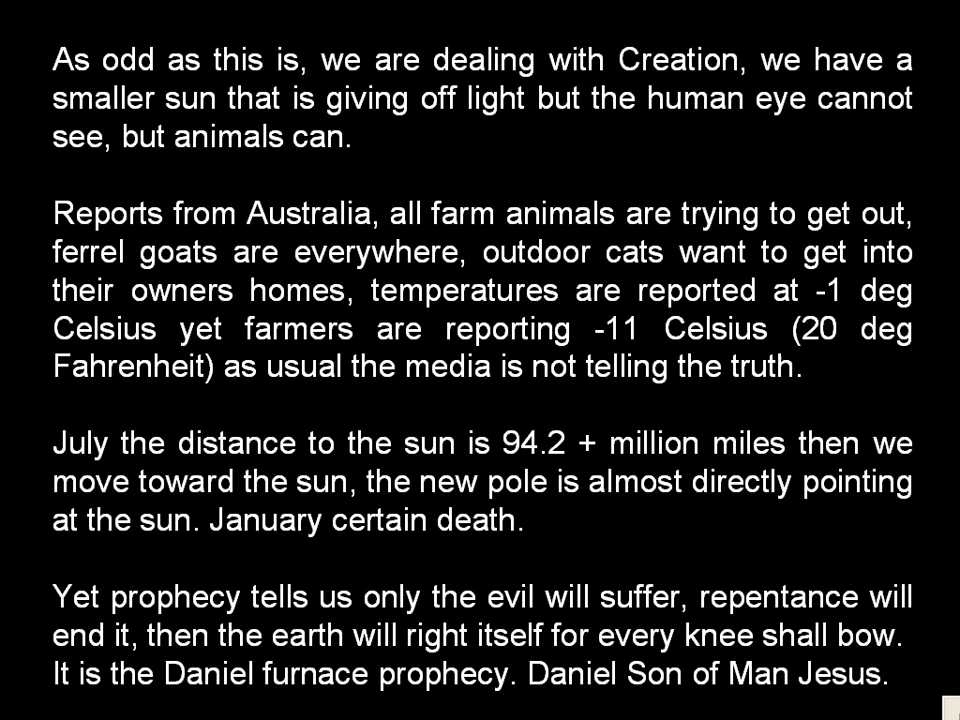 As odd as this is, we are dealing with Creation, we have a
smaller sun that is giving off light but the human eye cannot
see, but animals can.
Reports from Australia, all farm animals are trying to get out,
ferrel goats are everywhere, outdoor cats want to get into
their owners homes, temperatures are reported at -1 deg
Celsius yet farmers are reporting -11 Celsius (20 deg
Fahrenheit) as usual the media is not telling the truth.
July the distance to the sun is 94.2 + million miles then we
move toward the sun, the new pole is almost directly pointing
at the sun. January certain death.
Yet prophecy tells us only the evil will suffer, repentance will
end it, then the earth will right itself for every knee shall bow.
It is the Daniel furnace prophecy. Daniel Son of Man Jesus.